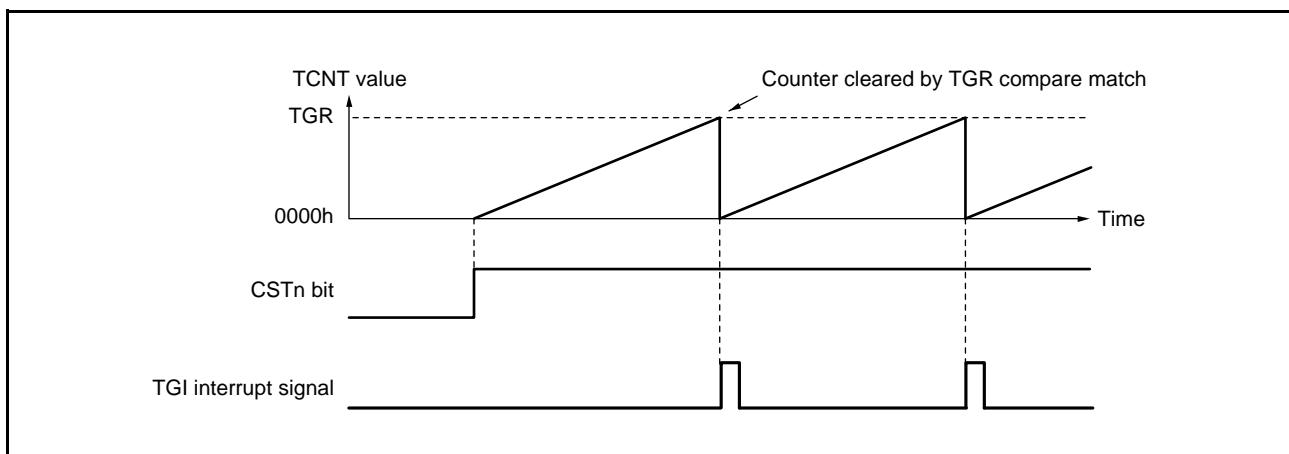 TCNT value
Counter cleared by TGR compare match
TGR
0000h
Time
CSTn bit
TGI interrupt signal